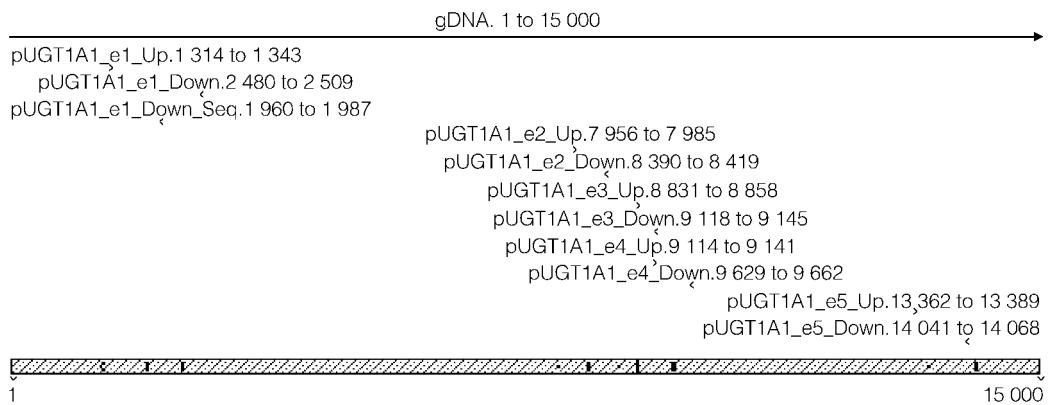 gDNA. 1 to 15 000
pUGT1A1_e1_Up.1 314 to 1 343
pUGT1A1_e1_Down.2 480 to 2 509
pUGT1A1_e1_Down_Seq.1 960 to 1 987
pUGT1A1_e2_Up.7 956 to 7 985
pUGT1A1_e2_Down.8 390 to 8 419
pUGT1A1_e3_Up.8 831 to 8 858
pUGT1A1_e3_Down.9 118 to 9 145
pUGT1A1_e4_Up.9 114 to 9 141
pUGT1A1_e4_Down.9 629 to 9 662
pUGT1A1_e5_Up.13 362 to 13 389
pUGT1A1_e5_Down.14 041 to 14 068
1 15 000